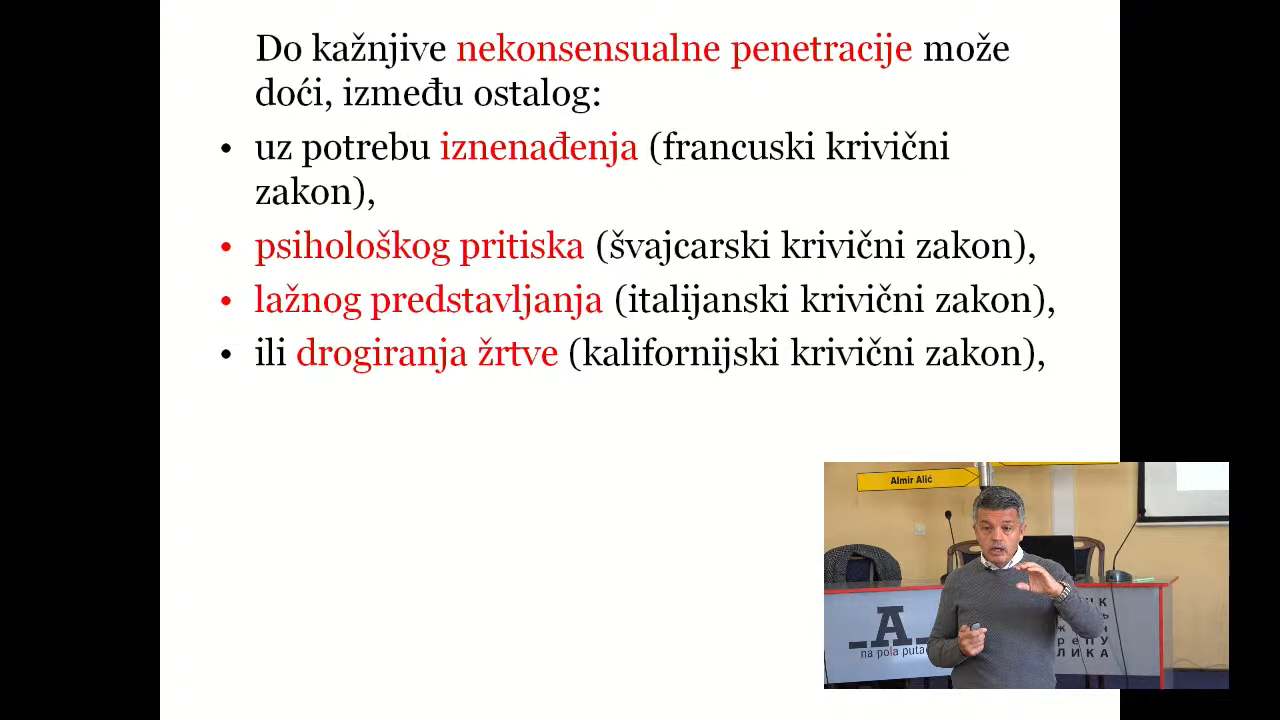 Do kažnjive nekonsensualne penetracije može
doći, između ostalog:
• uz potrebu iznenađenja (francuski krivični
zakon),
• psihološkog pritiska (švajcarski krivični zakon),
• lažnog predstavljanja (italijanski krivični zakon),
• ili drogiranja žrtve (kalifornijski krivični zakon),
Almir Alić
A
na pola puta